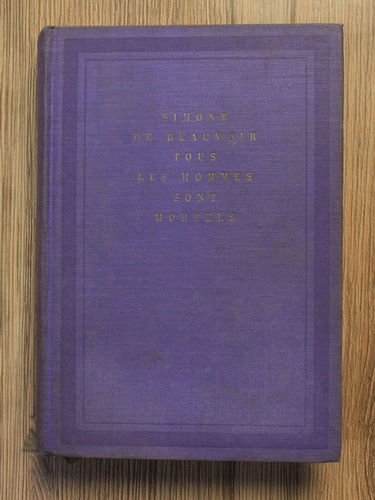 SIMONE
DE BEAUVOIR
TOUS
LES HOMMES
SONT
MORTELS